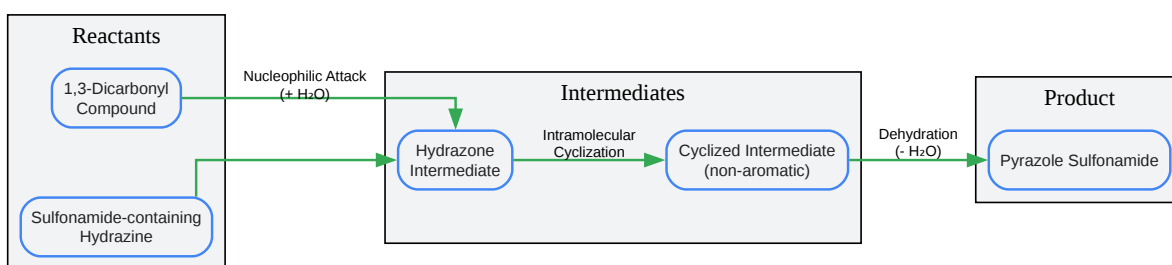 Reactants
1,3-Dicarbonyl
Compound
Sulfonamide-containing
Hydrazine
Nucleophilic Attack
(+ H₂O)
Intermediates
Hydrazone
Intermediate
Intramolecular
Cyclization
Cyclized Intermediate
(non-aromatic)
Dehydration
(- H₂O)
Product
Pyrazole Sulfonamide